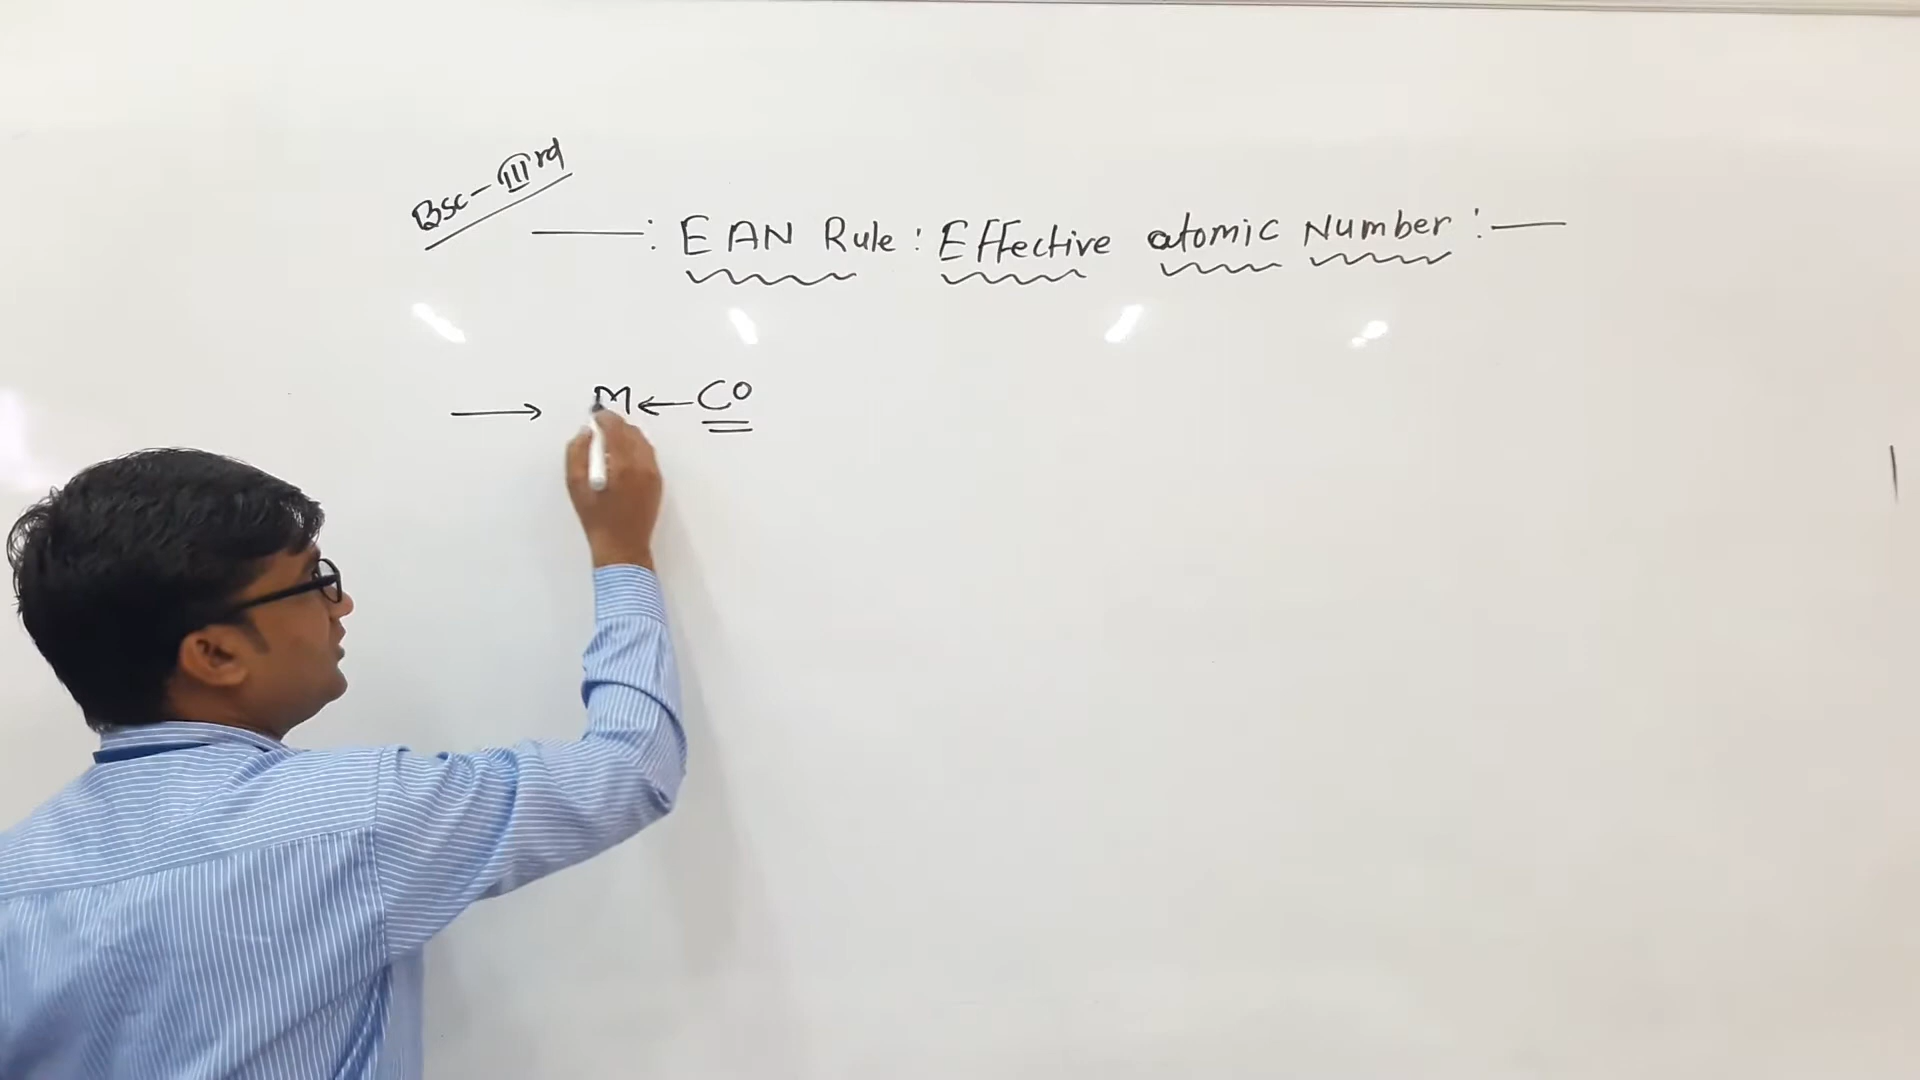 Bsc-IIIrd
—: EAN Rule: Effective atomic Number:—
→ M←CO